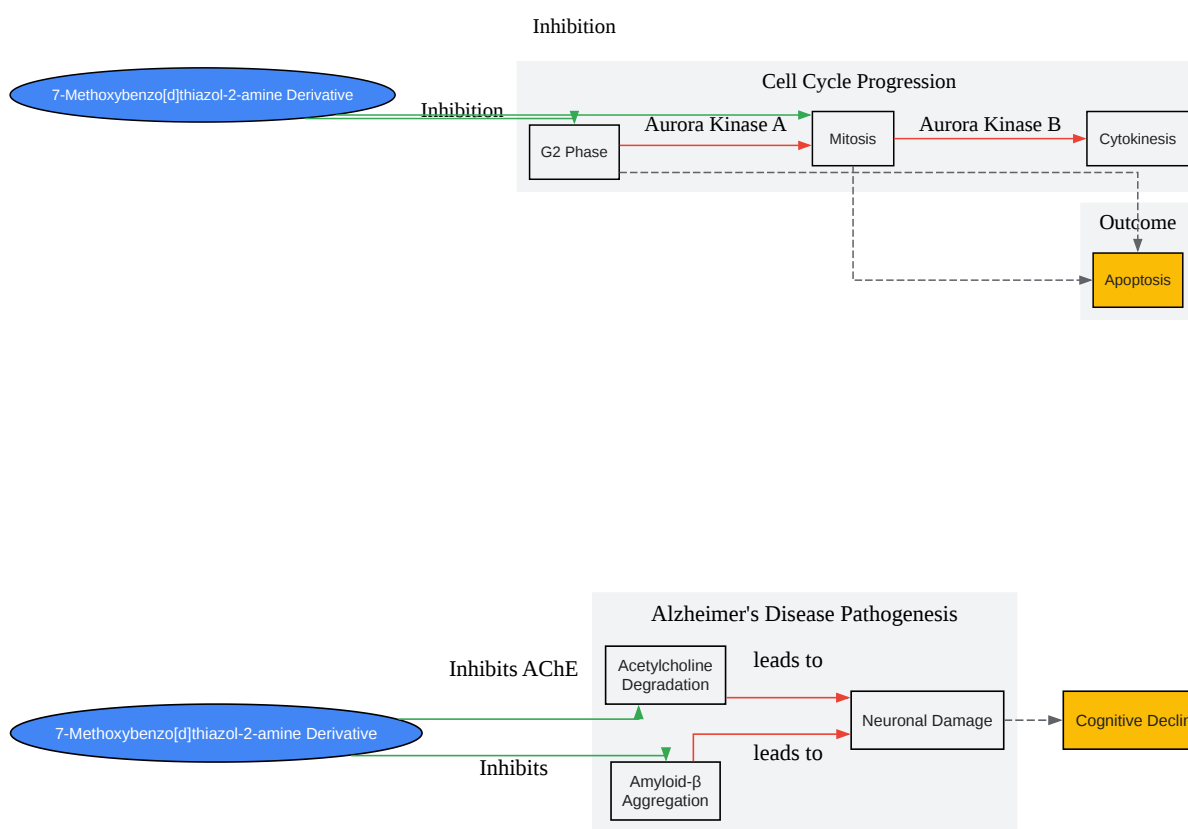 Inhibition
Cell Cycle Progression
7-Methoxybenzo[d]thiazol-2-amine Derivative
Inhibition
Aurora Kinase A
Aurora Kinase B
G2 Phase
Mitosis
Cytokinesis
Outcome
Apoptosis
Alzheimer's Disease Pathogenesis
Inhibits AChE
Acetylcholine
Degradation
leads to
7-Methoxybenzo[d]thiazol-2-amine Derivative
Neuronal Damage
Cognitive Declin
Inhibits
leads to
Amyloid-β
Aggregation